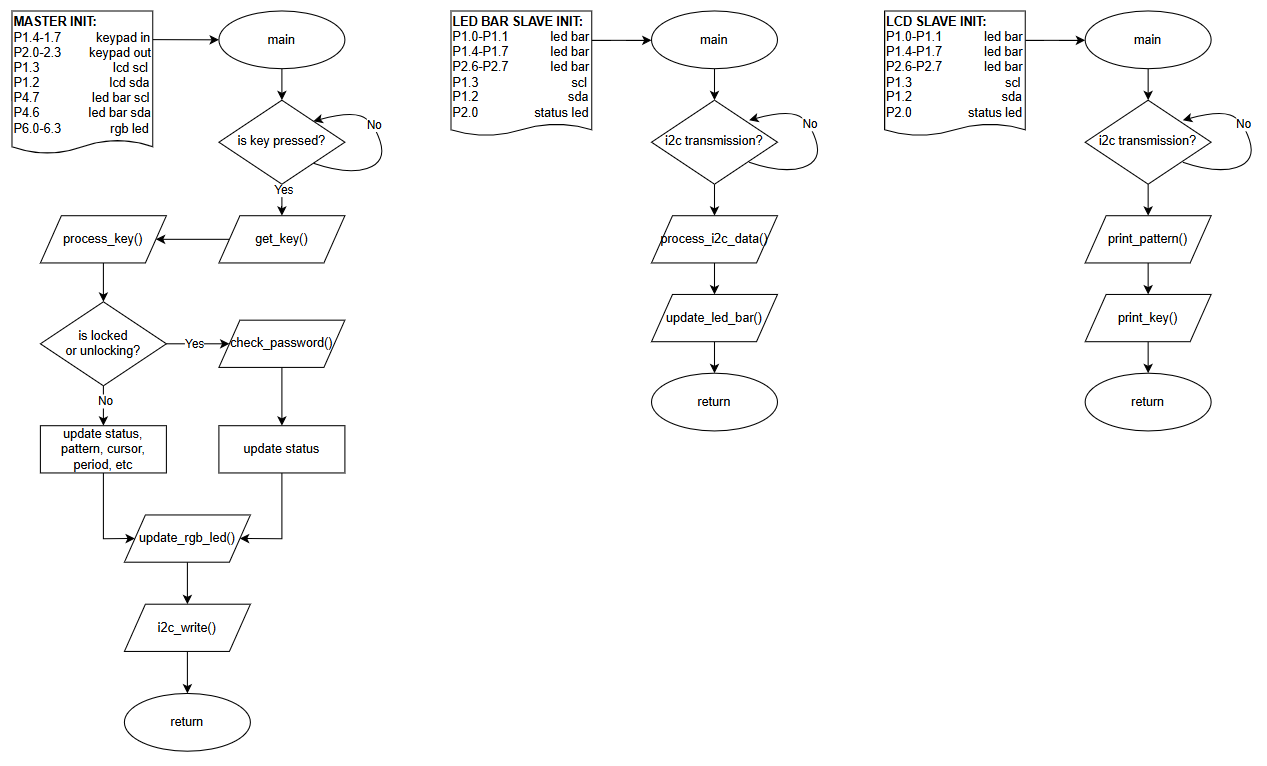 MASTER INIT:
P1.4-1.7 keypad in
P2.0-2.3 keypad out
P1.3 lcd scl
P1.2 lcd sda
P4.7 led bar scl
P4.6 led bar sda
P6.0-6.3 rgb led
main
is key pressed?
No
Yes
get_key()
process_key()
is locked
or unlocking?
Yes
check_password()
No
update status,
pattern, cursor,
period, etc
update status
update_rgb_led()
i2c_write()
return
LED BAR SLAVE INIT:
P1.0-P1.1 led bar
P1.4-P1.7 led bar
P2.6-P2.7 led bar
P1.3 scl
P1.2 sda
P2.0 status led
main
i2c transmission?
No
process_i2c_data()
update_led_bar()
return
LCD SLAVE INIT:
P1.0-P1.1 led bar
P1.4-P1.7 led bar
P2.6-P2.7 led bar
P1.3 scl
P1.2 sda
P2.0 status led
main
i2c transmission?
No
print_pattern()
print_key()
return